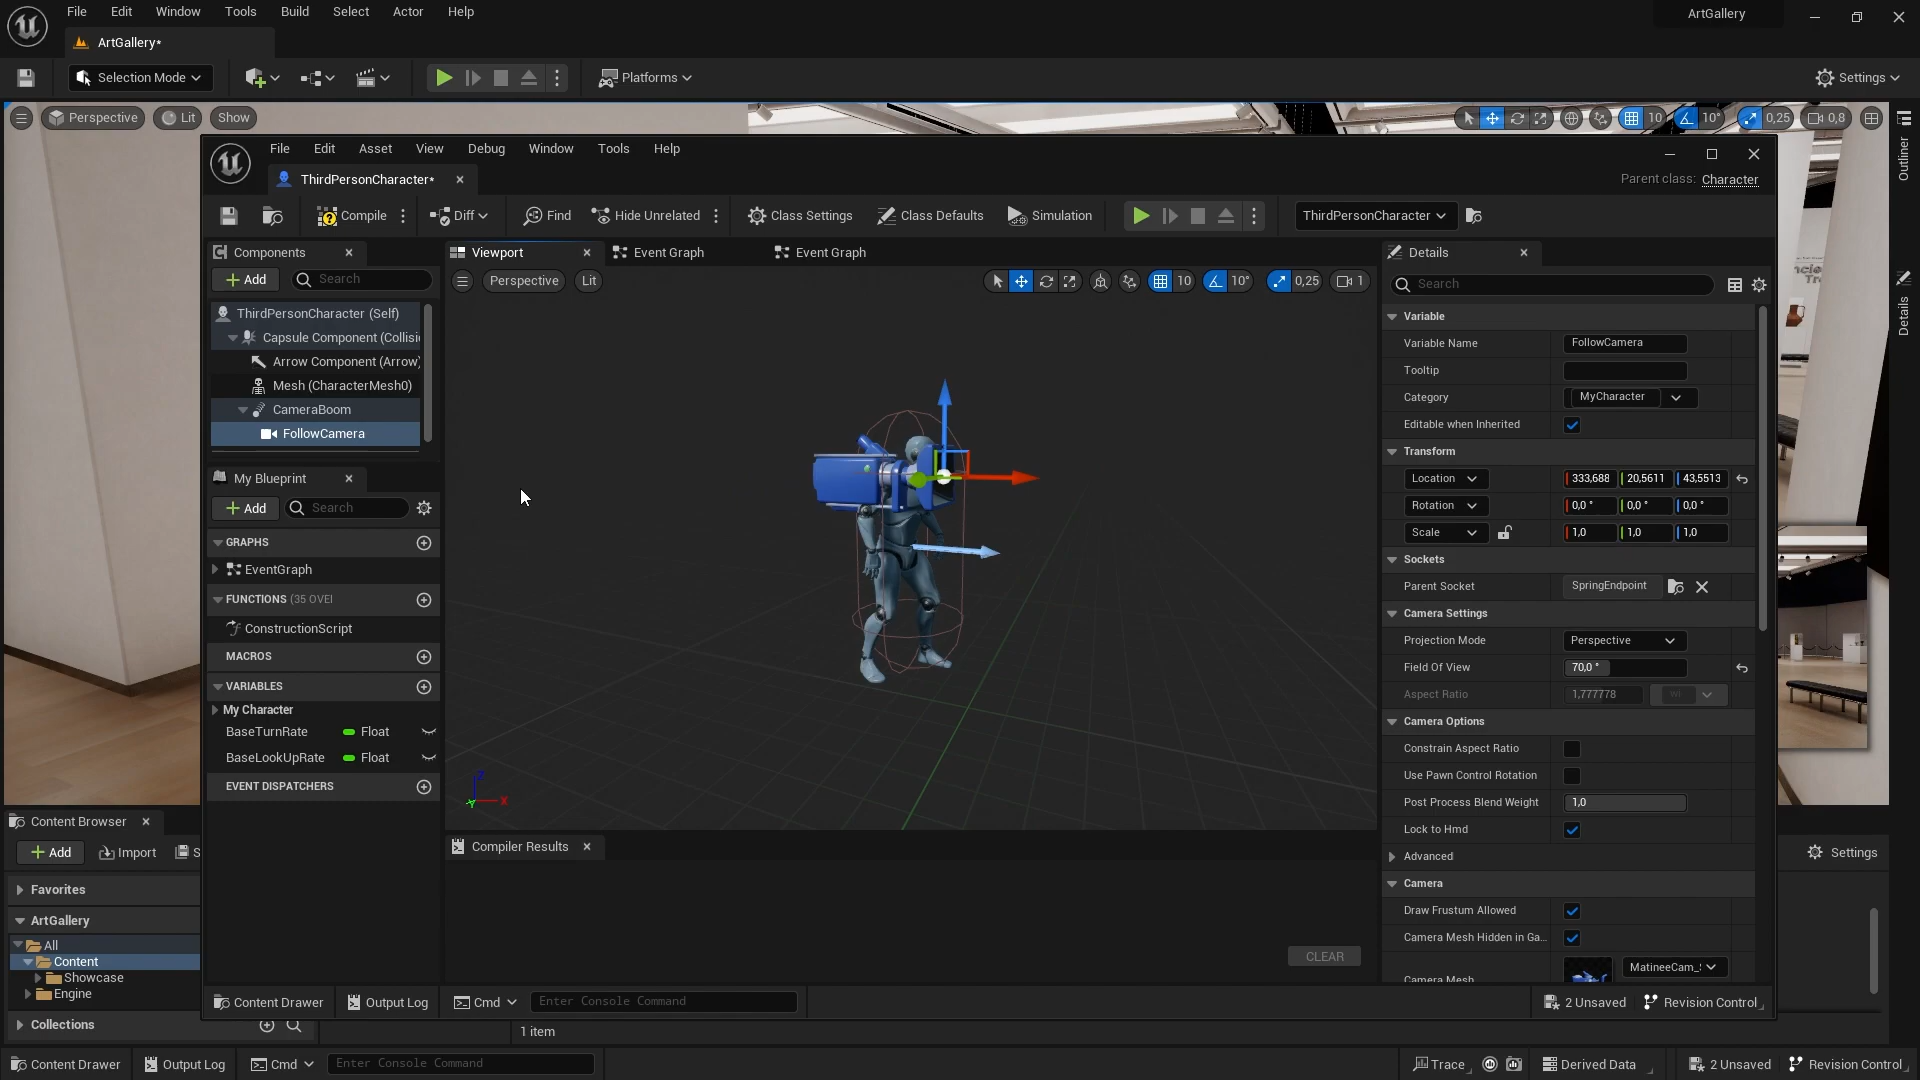 File Edit Window Tools Build Select Actor Help
ArtGallery
ArtGallery*
Selection Mode
Platforms
Settings
Perspective Lit Show
10 10° 0,25 0,8
Outliner
Details
File Edit Asset View Debug Window Tools Help
ThirdPersonCharacter*
Parent class: Character
Compile Diff Find Hide Unrelated Class Settings Class Defaults Simulation ThirdPersonCharacter
Components
Add Search
ThirdPersonCharacter (Self)
Capsule Component (Collisi
Arrow Component (Arrow)
Mesh (CharacterMesh0)
CameraBoom
FollowCamera
My Blueprint
Add Search
GRAPHS
EventGraph
FUNCTIONS (35 OVEI
ConstructionScript
MACROS
VARIABLES
My Character
BaseTurnRate Float
BaseLookUpRate Float
EVENT DISPATCHERS
Viewport Event Graph Event Graph
Perspective Lit
10 10° 0,25 1
Z
X
Y
Compiler Results
CLEAR
Details
Search
Variable
Variable Name FollowCamera
Tooltip
Category MyCharacter
Editable when Inherited
Transform
Location 333,688 20,5611 43,5513
Rotation 0,0 ° 0,0 ° 0,0 °
Scale 1,0 1,0 1,0
Sockets
Parent Socket SpringEndpoint
Camera Settings
Projection Mode Perspective
Field Of View 70,0 °
Aspect Ratio 1,777778
Camera Options
Constrain Aspect Ratio
Use Pawn Control Rotation
Post Process Blend Weight 1,0
Lock to Hmd
Advanced
Camera
Draw Frustum Allowed
Camera Mesh Hidden in Ga...
Camera Mesh MatineeCam_
Content Drawer Output Log Cmd Enter Console Command
2 Unsaved Revision Control
Content Browser
Add Import S
Settings
Favorites
ArtGallery
All
Content
Showcase
Engine
Collections
1 item
Content Drawer Output Log Cmd Enter Console Command
Trace Derived Data 2 Unsaved Revision Control